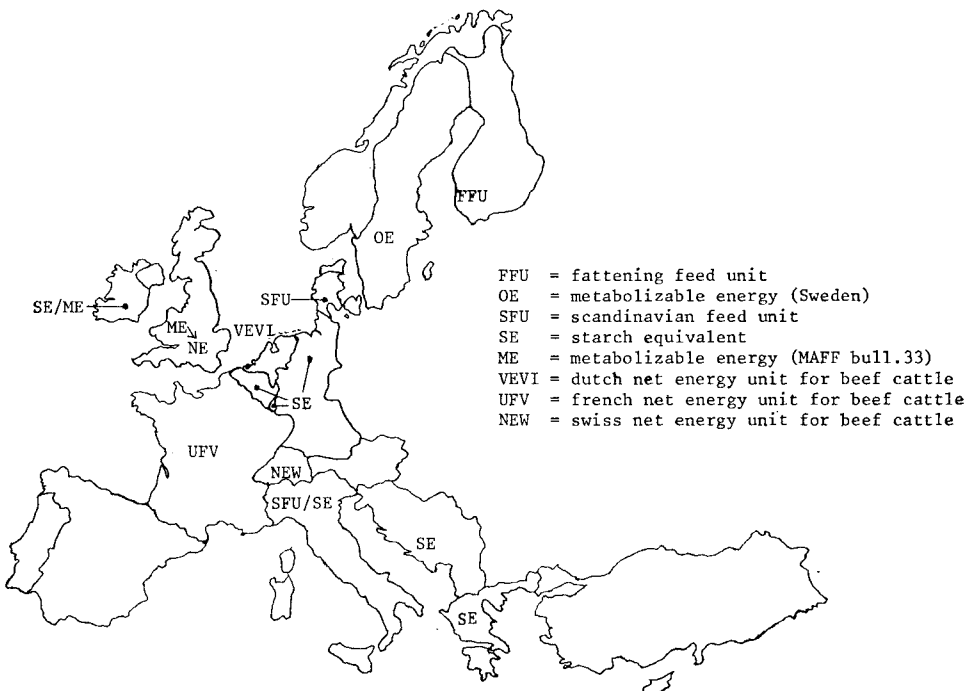 FFU
OE
SE/ME
SFU
VEVI
ME
NE
SE
UFV
NEW
SFU/SE
SE
SE
FFU = fattening feed unit
OE = metabolizable energy (Sweden)
SFU = scandinavian feed unit
SE = starch equivalent
ME = metabolizable energy (MAFF bull.33)
VEVI = dutch net energy unit for beef cattle
UFV = french net energy unit for beef cattle
NEW = swiss net energy unit for beef cattle